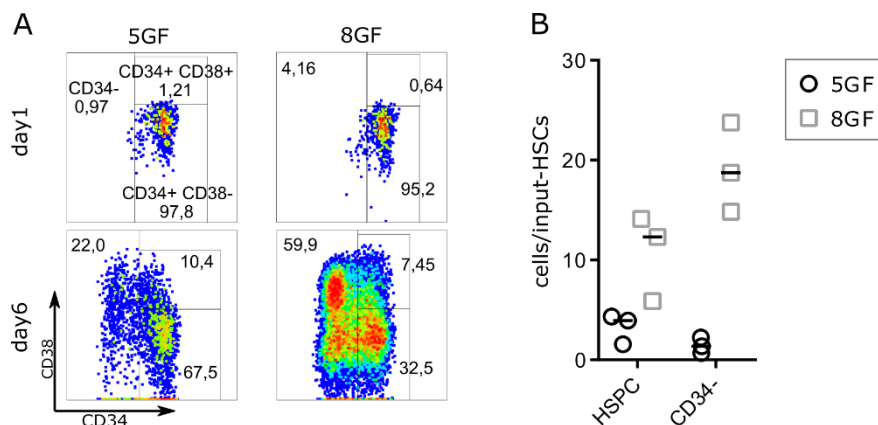 A
5GF
8GF
day1
CD34-
0,97
CD34+ CD38+
1,21
CD34+ CD38-
97,8
4,16
0,64
95,2
day6
22,0
10,4
67,5
59,9
7,45
32,5
CD38
CD34
B
cells/input-HSCs
30
20
10
0
HSPC
CD34-
5GF
8GF